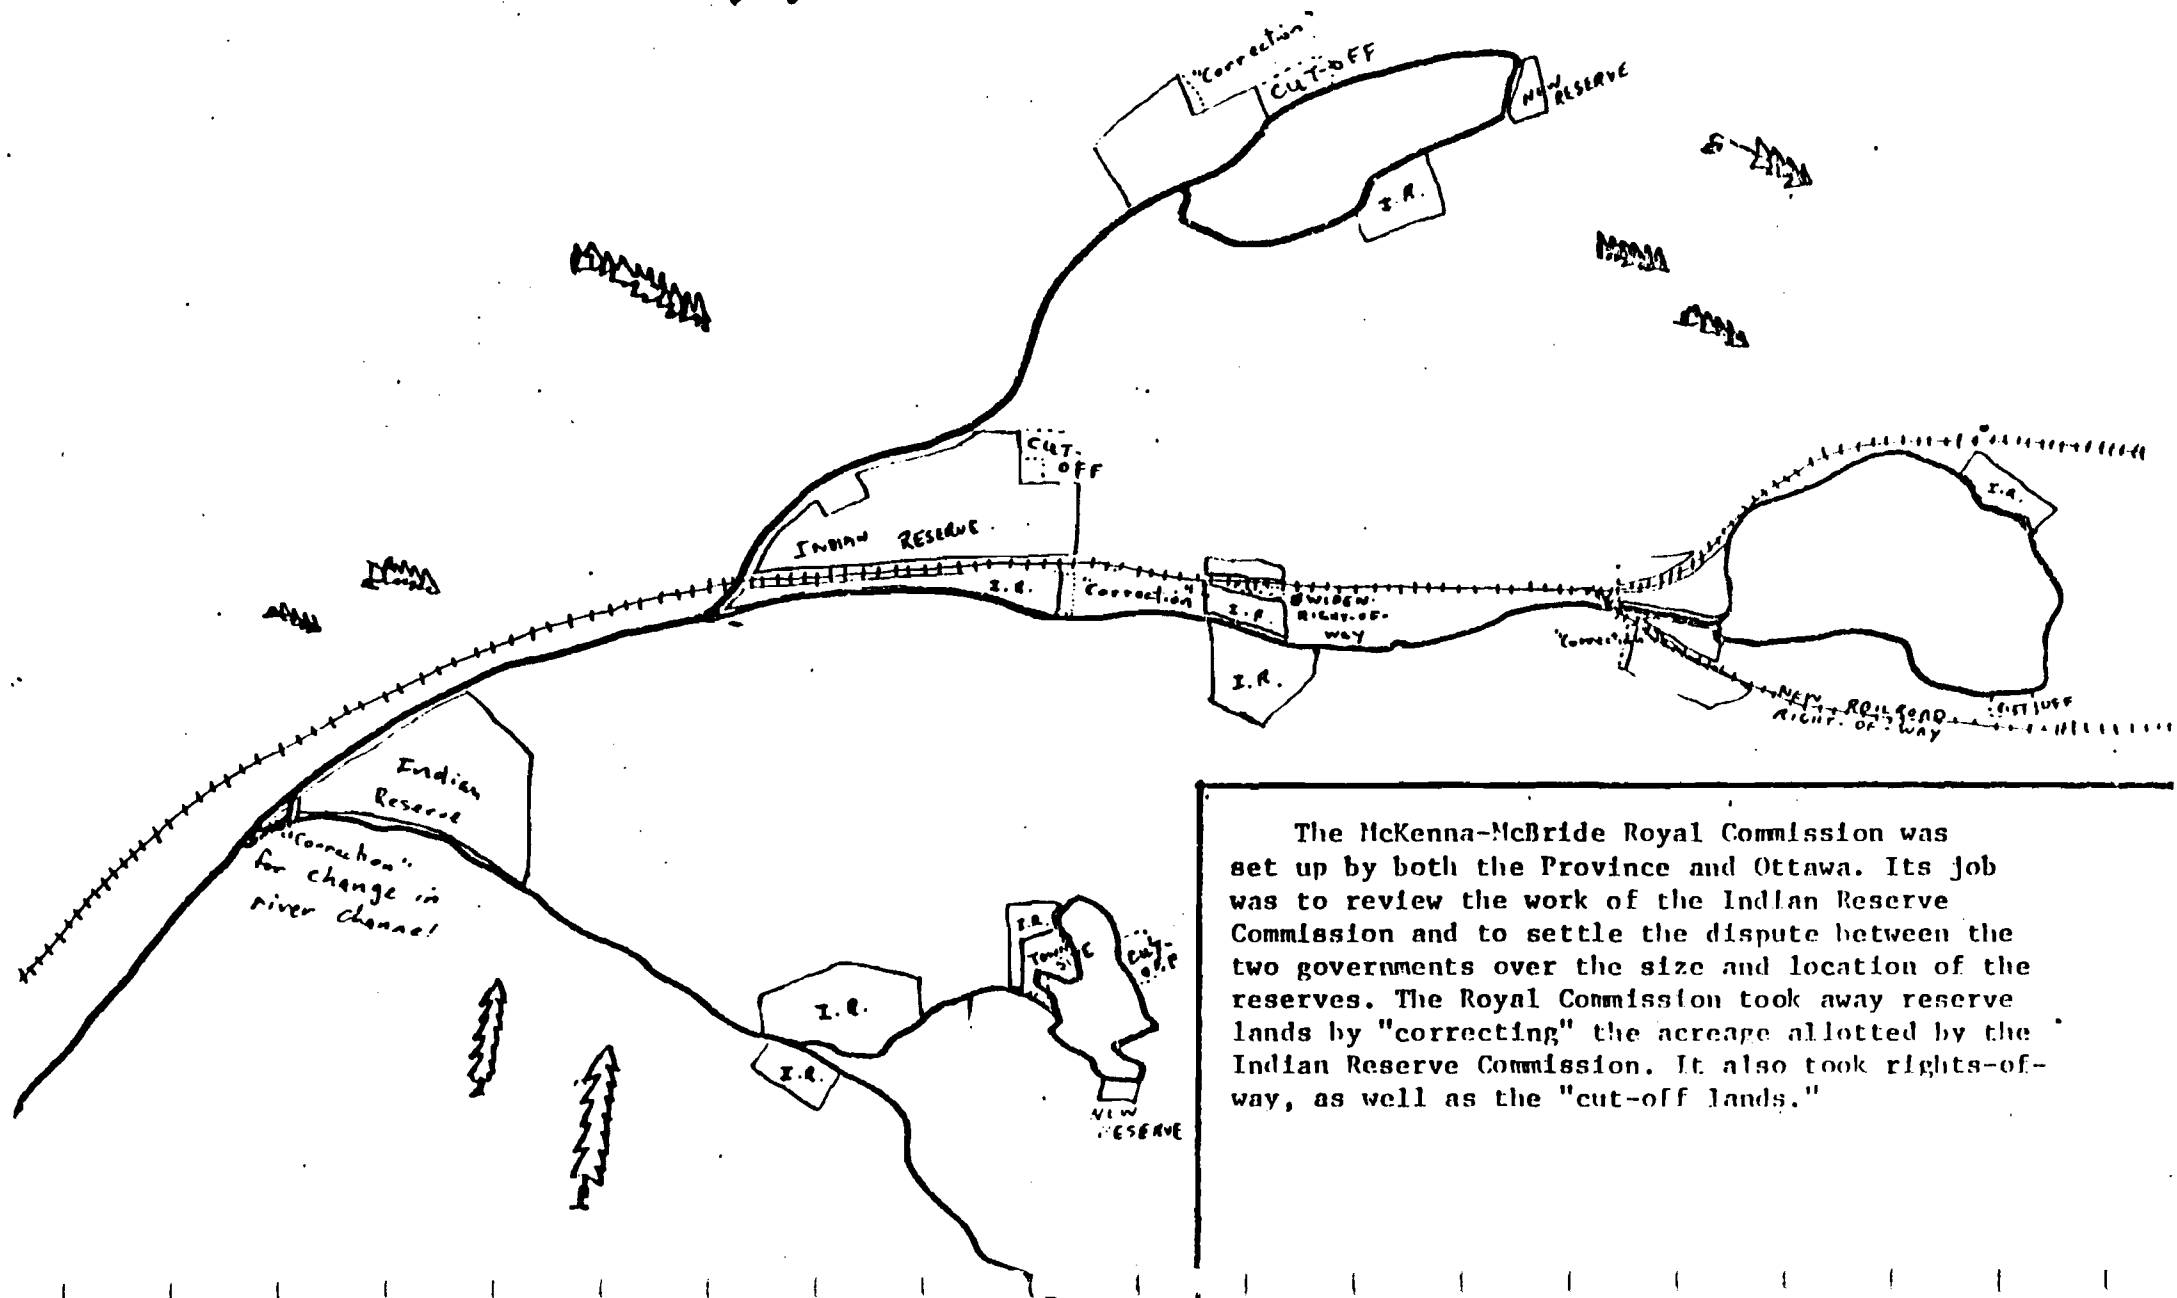 "Correction"
CUT-OFF
NEW
RESERVE
I.R.
CUT-
OFF
INDIAN RESERVE
I.R.
"Correction"
I.R.
WIDEN
RIGHT-OF-
WAY
I.R.
I.R.
"Correction"
NEW RAILROAD
RIGHT-OF-WAY
Indian
Reserve
"Correction"
for change in
river channel
I.R.
I.R.
I.R.
TOWN
SITE
CUT-
OFF
NEW
RESERVE
The McKenna-McBride Royal Commission was
set up by both the Province and Ottawa. Its job
was to review the work of the Indian Reserve
Commission and to settle the dispute between the
two governments over the size and location of the
reserves. The Royal Commission took away reserve
lands by "correcting" the acreage allotted by the
Indian Reserve Commission. It also took rights-of-
way, as well as the "cut-off lands."